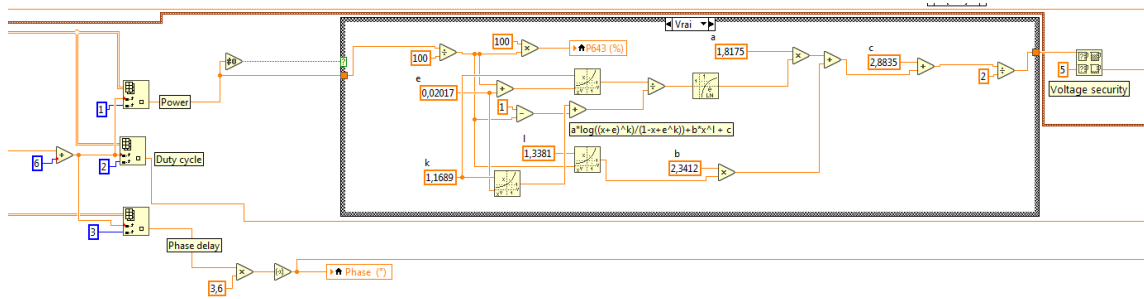 Vrai
a
100
P643 (%)
1,8175
c
100
e
2,8835
0,02017
2
5
1
Voltage security
1
Power
a*log((x+e)^k)/(1-x+e^k))+b*x^l + c
l
1,3381
b
6
2
Duty cycle
k
2,3412
1,1689
LN
3
Phase delay
Phase (°)
3,6